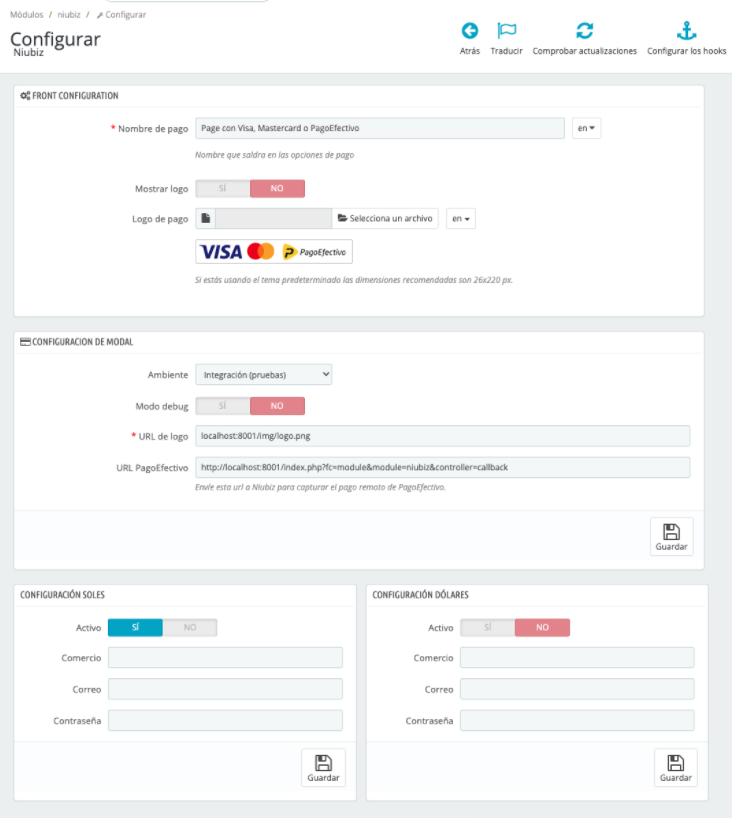 Módulos / niubiz / Configurar
Configurar
Niubiz
Atrás Traducir Comprobar actualizaciones Configurar los hooks
FRONT CONFIGURATION
* Nombre de pago Page con Visa, Mastercard o PagoEfectivo en
Nombre que saldra en las opciones de pago
Mostrar logo SÍ NO
Logo de pago Selecciona un archivo en
VISA PagoEfectivo
Si estás usando el tema predeterminado las dimensiones recomendadas son 26x220 px.
CONFIGURACION DE MODAL
Ambiente Integración (pruebas)
Modo debug SÍ NO
* URL de logo localhost:8001/img/logo.png
URL PagoEfectivo http://localhost:8001/index.php?fc=module&module=niubiz&controller=callback
Envíe esta url a Niubiz para capturar el pago remoto de PagoEfectivo.
Guardar
CONFIGURACIÓN SOLES
Activo SÍ NO
Comercio
Correo
Contraseña
Guardar
CONFIGURACIÓN DÓLARES
Activo SÍ NO
Comercio
Correo
Contraseña
Guardar